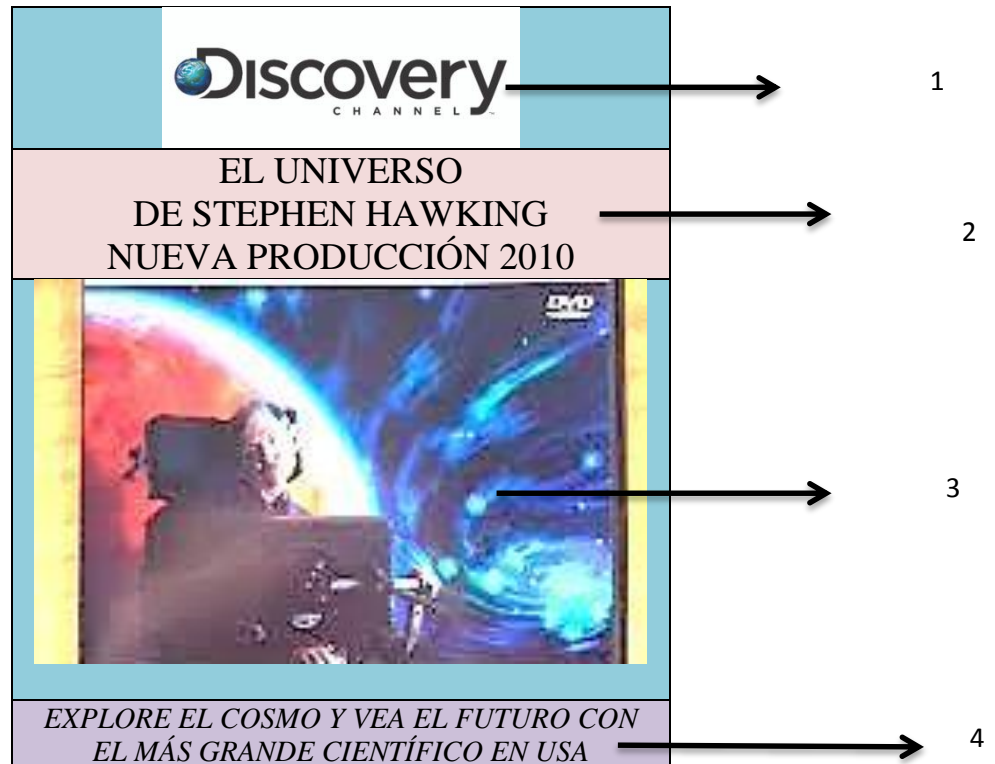 DISCOVERY
CHANNEL
1
EL UNIVERSO
DE STEPHEN HAWKING
NUEVA PRODUCCIÓN 2010
2
DVD
3
EXPLORE EL COSMO Y VEA EL FUTURO CON
EL MÁS GRANDE CIENTÍFICO EN USA
4